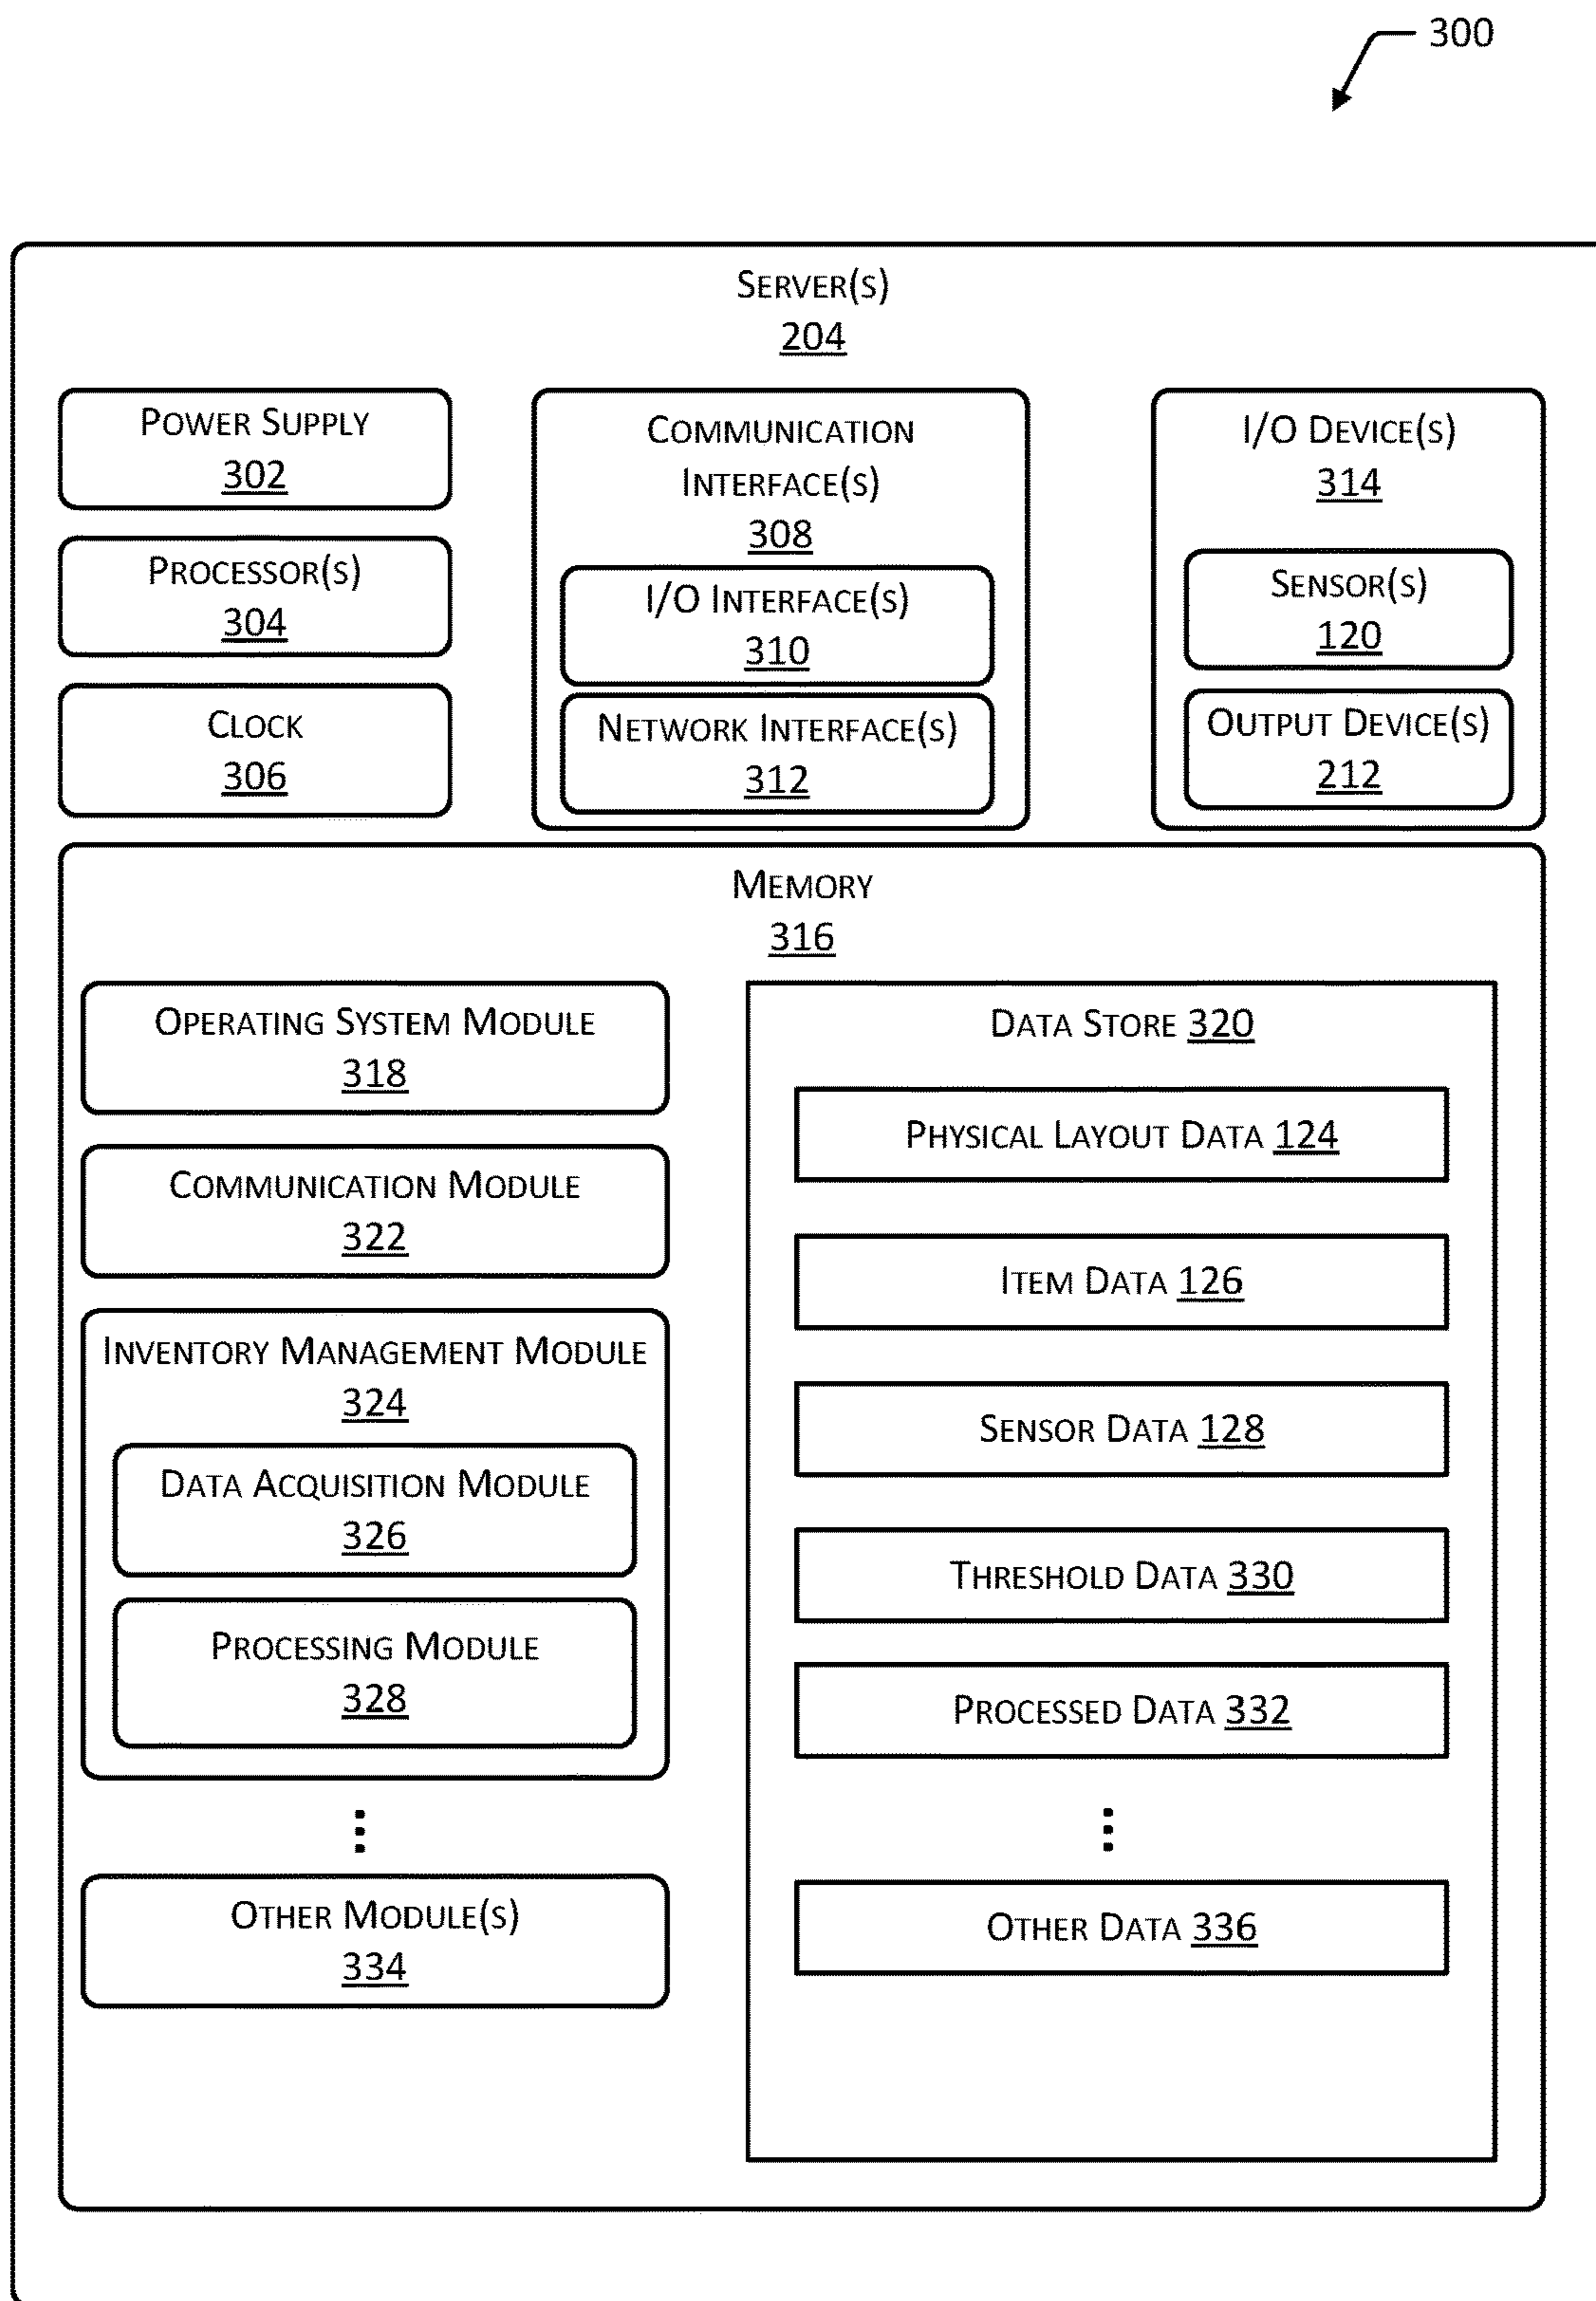 300
SERVER(S)
204
POWER SUPPLY
302
PROCESSOR(S)
304
CLOCK
306
COMMUNICATION
INTERFACE(S)
308
I/O INTERFACE(S)
310
NETWORK INTERFACE(S)
312
I/O DEVICE(S)
314
SENSOR(S)
120
OUTPUT DEVICE(S)
212
MEMORY
316
OPERATING SYSTEM MODULE
318
COMMUNICATION MODULE
322
INVENTORY MANAGEMENT MODULE
324
DATA ACQUISITION MODULE
326
PROCESSING MODULE
328
OTHER MODULE(S)
334
DATA STORE 320
PHYSICAL LAYOUT DATA 124
ITEM DATA 126
SENSOR DATA 128
THRESHOLD DATA 330
PROCESSED DATA 332
OTHER DATA 336